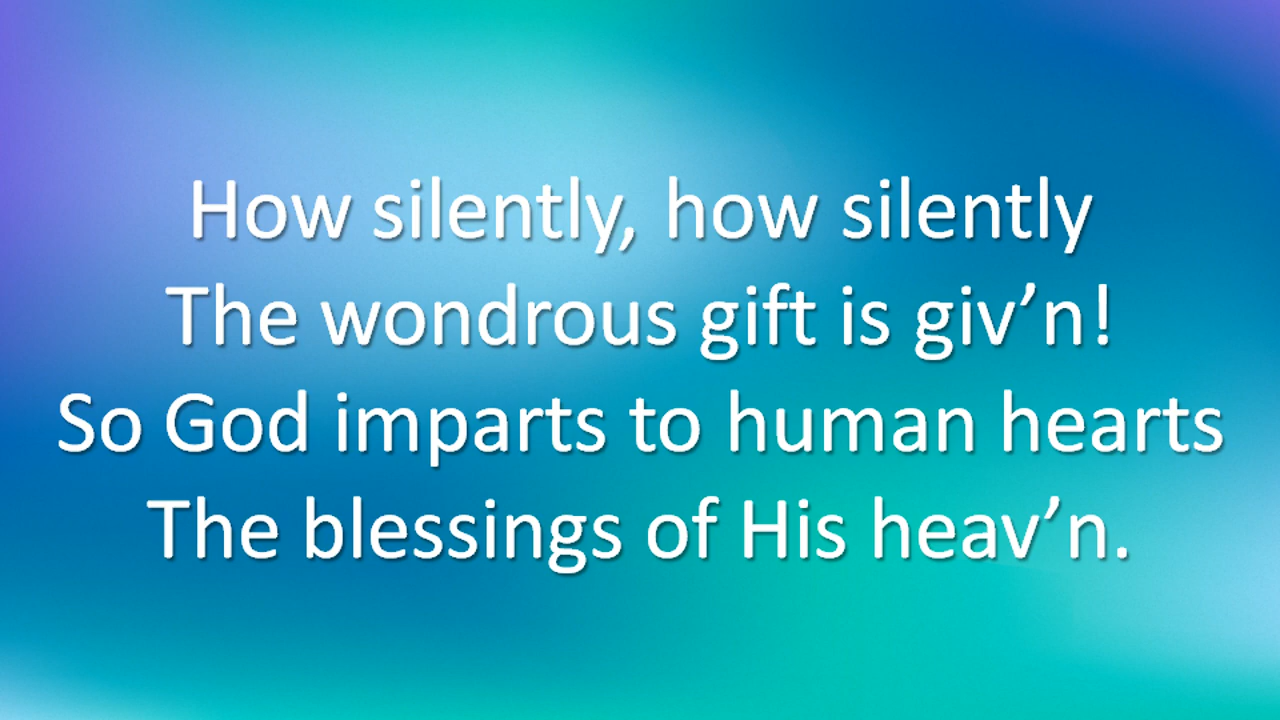 How silently, how silently
The wondrous gift is giv’n!
So God imparts to human hearts
The blessings of His heav’n.